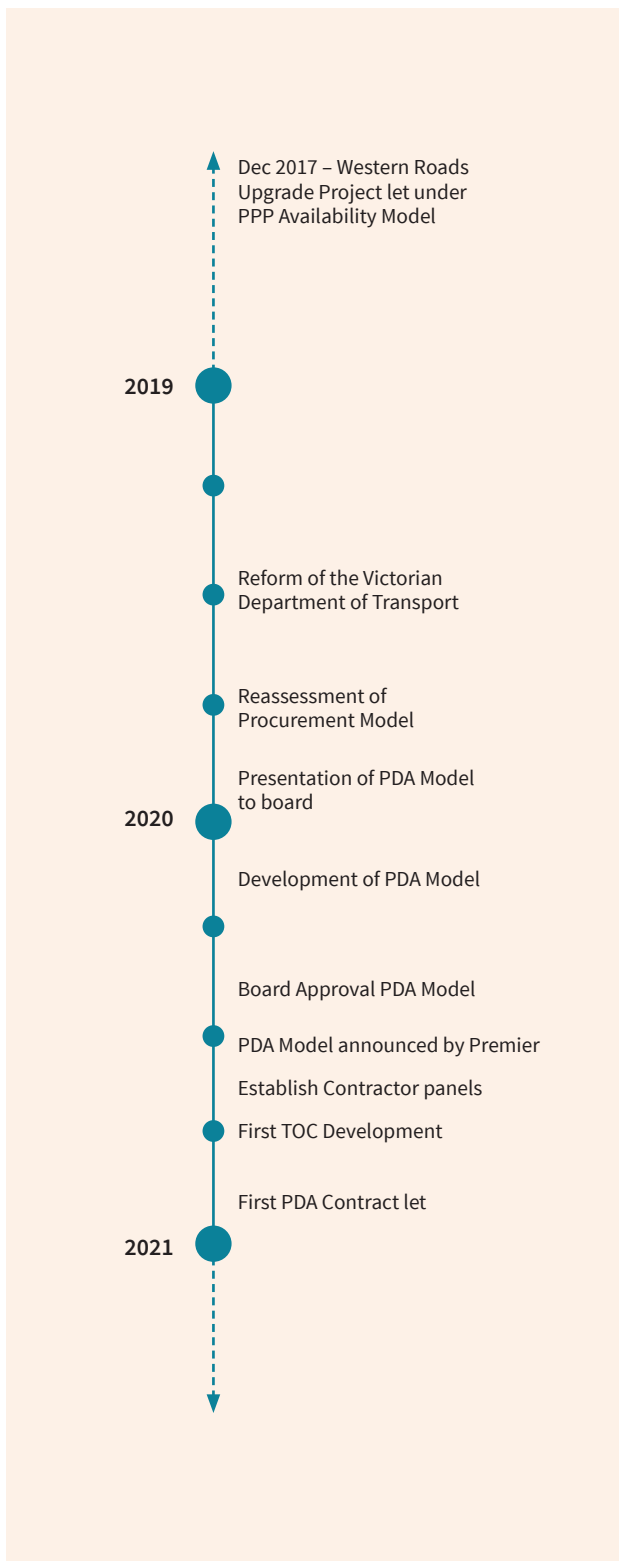 Dec 2017 – Western Roads
Upgrade Project let under
PPP Availability Model
2019
Reform of the Victorian
Department of Transport
Reassessment of
Procurement Model
Presentation of PDA Model
to board
2020
Development of PDA Model
Board Approval PDA Model
PDA Model announced by Premier
Establish Contractor panels
First TOC Development
First PDA Contract let
2021